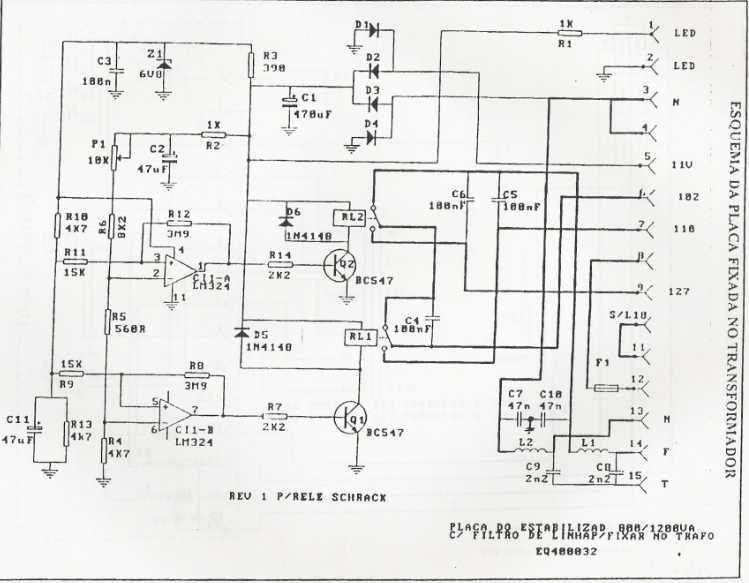 D1
1K
1
LED
R1
C3
100n
Z1
6V8
R3
390
D2
2
LED
C1
470uF
D3
3
N
D4
4
P1
10K
C2
47uF
1K
R2
5
11V
C6
100nF
C5
100nF
6
102
R10
4K7
R6
8K2
R12
3M9
D6
1N4148
RL2
7
110
4
R11
15K
3
2
1
CI1-A
LM324
11
R14
2K2
Q2
BC547
8
9
127
R5
560R
C4
100nF
S/L10
D5
1N4148
RL1
11
15K
R9
R8
3M9
F1
12
5
6
7
CI1-B
LM324
R7
2K2
Q1
BC547
C7
47n
C10
47n
13
N
C11
47uF
R13
4k7
R4
4K7
L2
L1
14
F
C9
2n2
C8
2n2
15
T
REV 1 P/RELE SCHRACK
PLACA DO ESTABILIZAD 800/1200VA
C/ FILTRO DE LINHAP/FIXAR NO TRAFO
EQ400032
ESQUEMA DA PLACA FIXADA NO TRANSFORMADOR